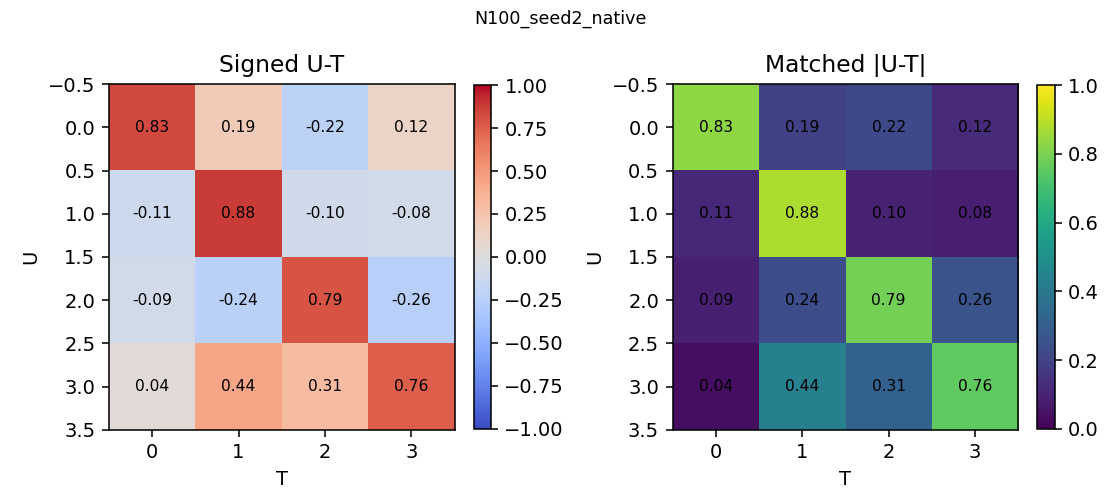 N100_seed2_native
Signed U-T
Matched |U-T|
−0.5
0.0
0.5
1.0
1.5
2.0
2.5
3.0
3.5
U
0.83 0.19 -0.22 0.12
-0.11 0.88 -0.10 -0.08
-0.09 -0.24 0.79 -0.26
0.04 0.44 0.31 0.76
0 1 2 3
T
1.00
0.75
0.50
0.25
0.00
−0.25
−0.50
−0.75
−1.00
−0.5
0.0
0.5
1.0
1.5
2.0
2.5
3.0
3.5
U
0.83 0.19 0.22 0.12
0.11 0.88 0.10 0.08
0.09 0.24 0.79 0.26
0.04 0.44 0.31 0.76
0 1 2 3
T
1.0
0.8
0.6
0.4
0.2
0.0